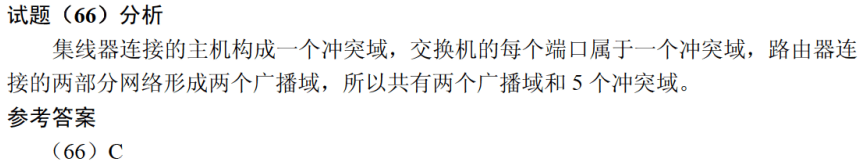 试题（66）分析
集线器连接的主机构成一个冲突域，交换机的每个端口属于一个冲突域，路由器连
接的两部分网络形成两个广播域，所以共有两个广播域和 5 个冲突域。
参考答案
（66）C